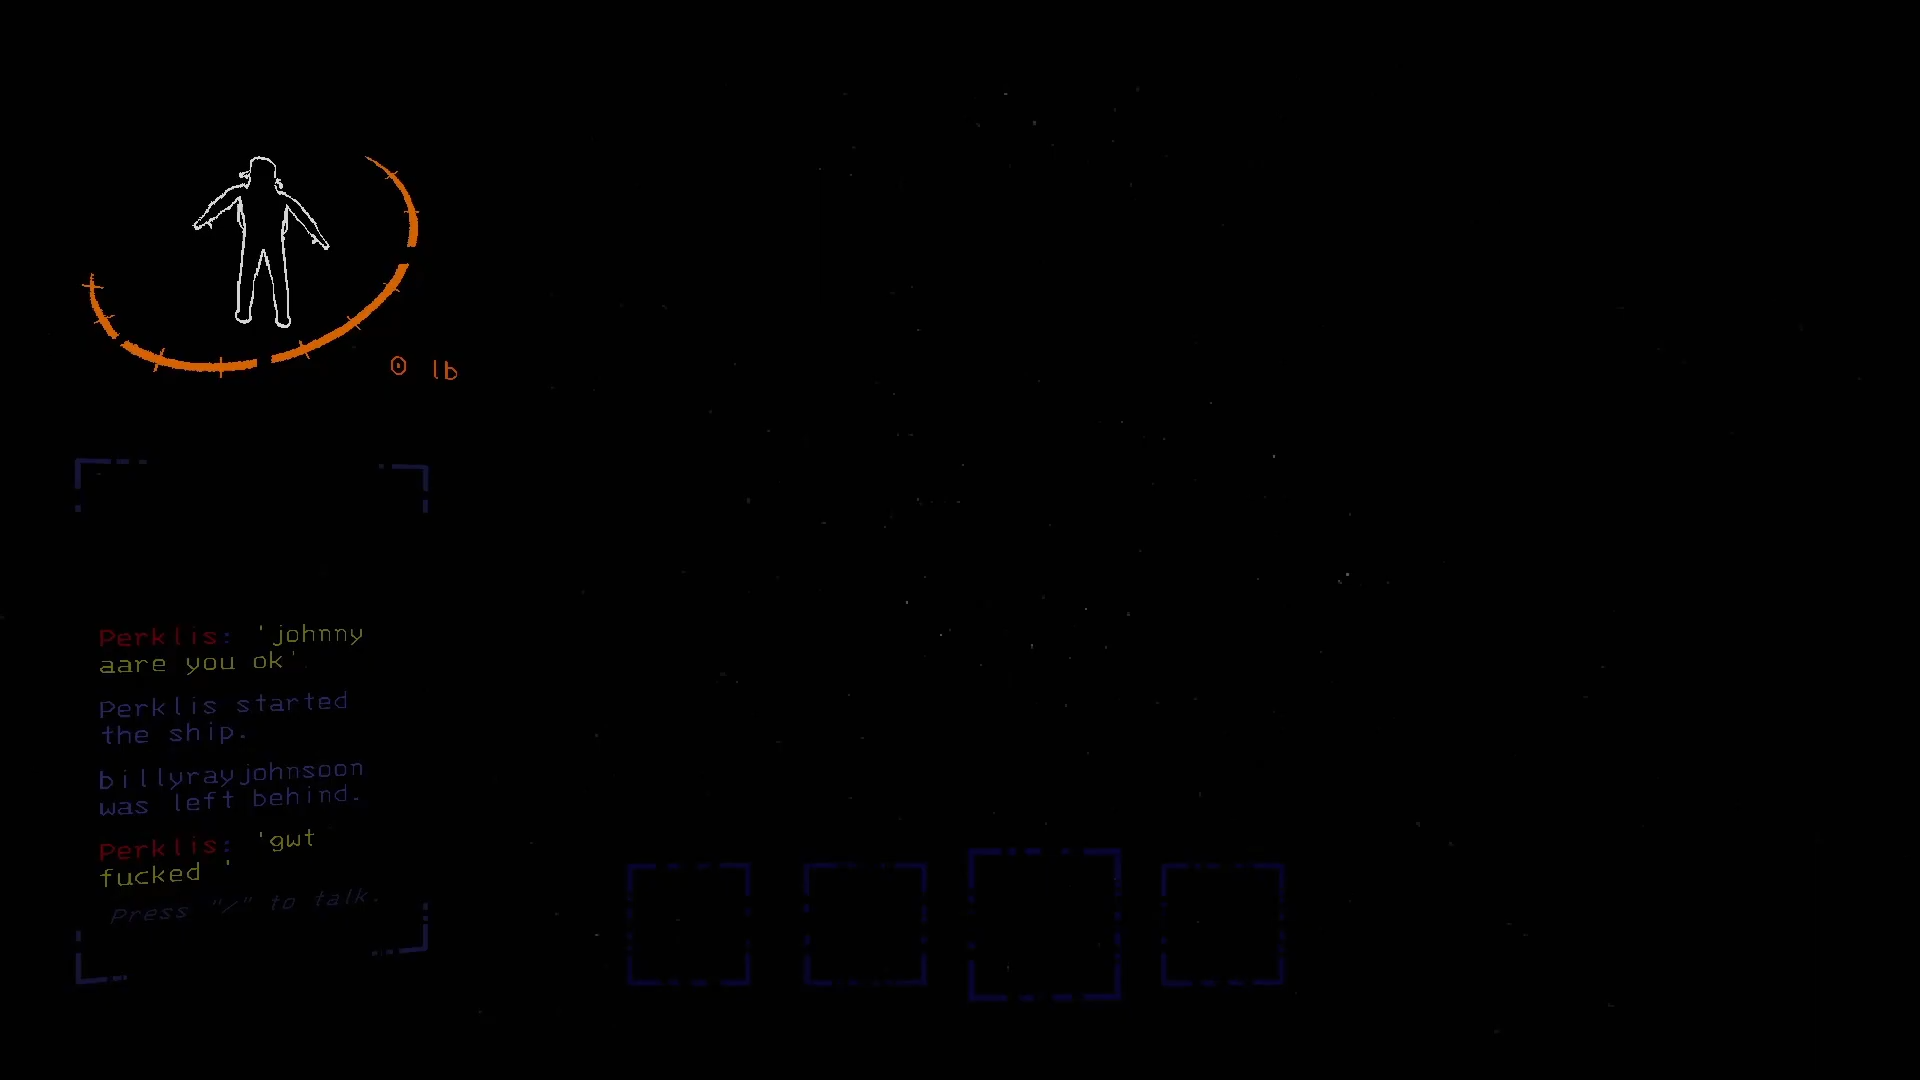 0 lb
Perklis: 'johnny
aare you ok'
Perklis started
the ship.
billyrayjohnsoon
was left behind.
Perklis: 'gwt
fucked '
Press "/" to talk.